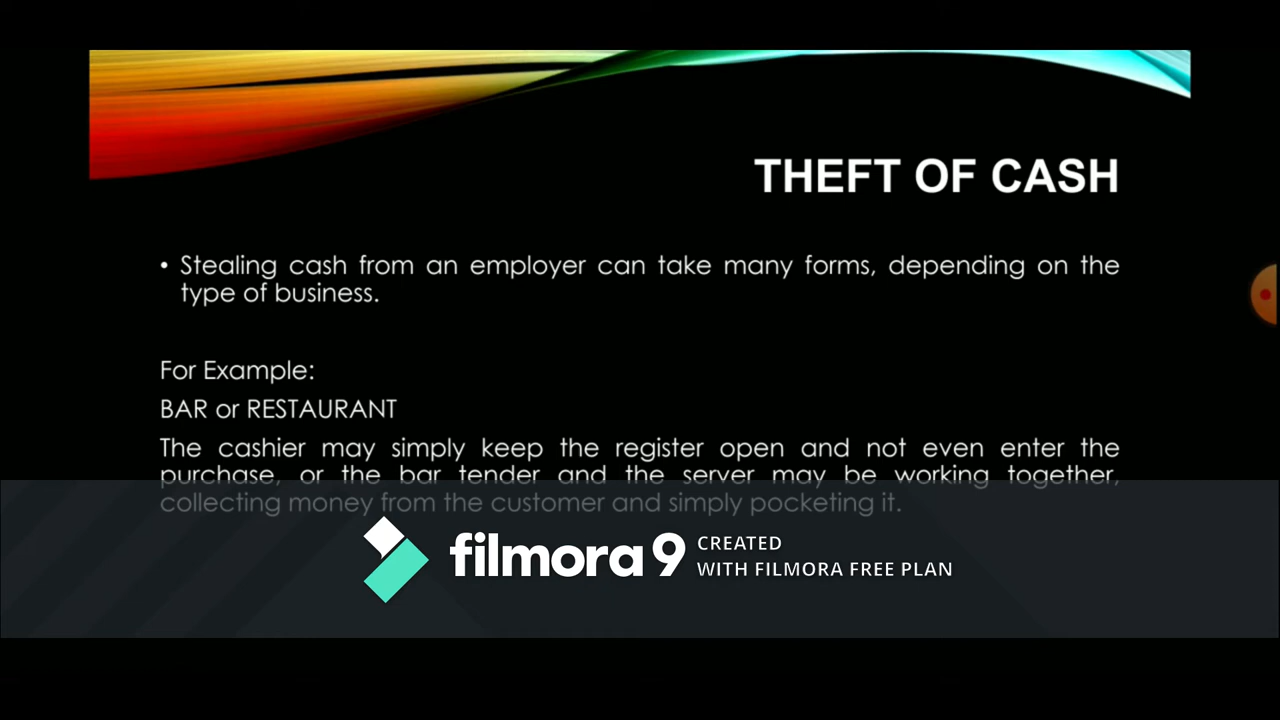 THEFT OF CASH
• Stealing cash from an employer can take many forms, depending on the
type of business.
For Example:
BAR or RESTAURANT
The cashier may simply keep the register open and not even enter the
purchase, or the bar tender and the server may be working together,
collecting money from the customer and simply pocketing it.
filmora 9 CREATED
WITH FILMORA FREE PLAN